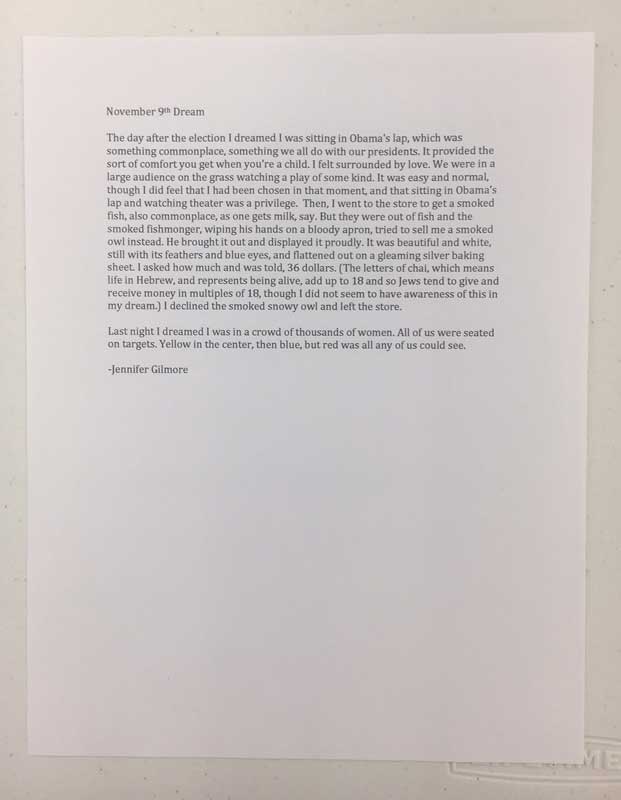 November 9th Dream
The day after the election I dreamed I was sitting in Obama's lap, which was
something commonplace, something we all do with our presidents. It provided the
sort of comfort you get when you're a child. I felt surrounded by love. We were in a
large audience on the grass watching a play of some kind. It was easy and normal,
though I did feel that I had been chosen in that moment, and that sitting in Obama's
lap and watching theater was a privilege.  Then, I went to the store to get a smoked
fish, also commonplace, as one gets milk, say. But they were out of fish and the
smoked fishmonger, wiping his hands on a bloody apron, tried to sell me a smoked
owl instead. He brought it out and displayed it proudly. It was beautiful and white,
still with its feathers and blue eyes, and flattened out on a gleaming silver baking
sheet. I asked how much and was told, 36 dollars. (The letters of chai, which means
life in Hebrew, and represents being alive, add up to 18 and so Jews tend to give and
receive money in multiples of 18, though I did not seem to have awareness of this in
my dream.) I declined the smoked snowy owl and left the store.
Last night I dreamed I was in a crowd of thousands of women. All of us were seated
on targets. Yellow in the center, then blue, but red was all any of us could see.
-Jennifer Gilmore